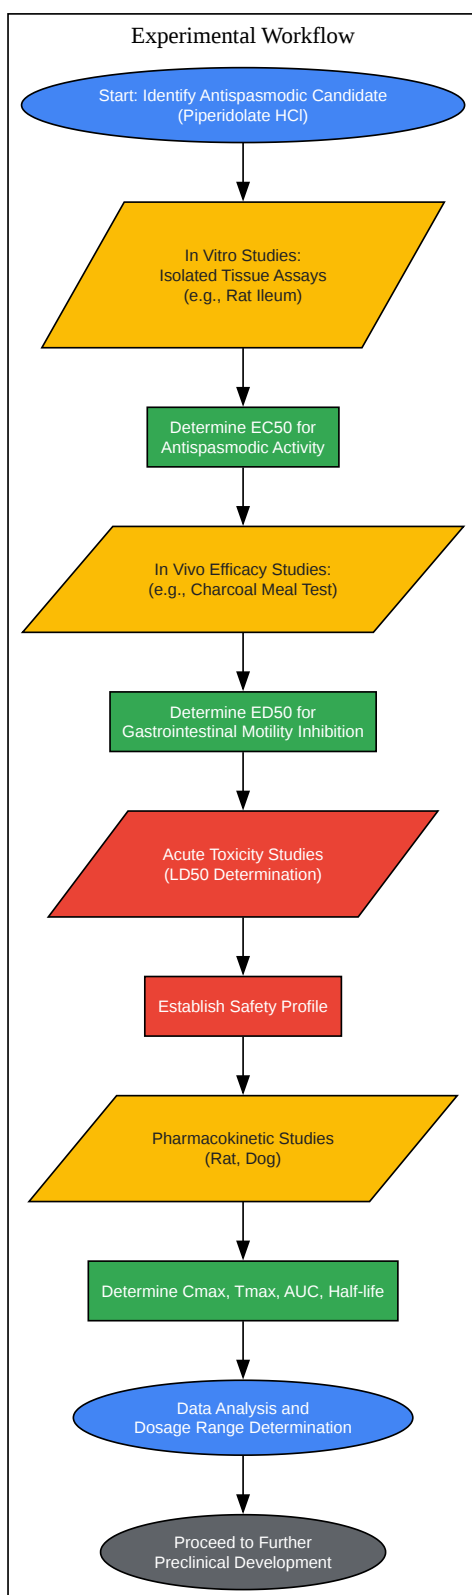 Experimental Workflow
Start: Identify Antispasmodic Candidate
(Piperidolate HCl)
In Vitro Studies:
Isolated Tissue Assays
(e.g., Rat Ileum)
Determine EC50 for
Antispasmodic Activity
In Vivo Efficacy Studies:
(e.g., Charcoal Meal Test)
Determine ED50 for
Gastrointestinal Motility Inhibition
Acute Toxicity Studies
(LD50 Determination)
Establish Safety Profile
Pharmacokinetic Studies
(Rat, Dog)
Determine Cmax, Tmax, AUC, Half-life
Data Analysis and
Dosage Range Determination
Proceed to Further
Preclinical Development